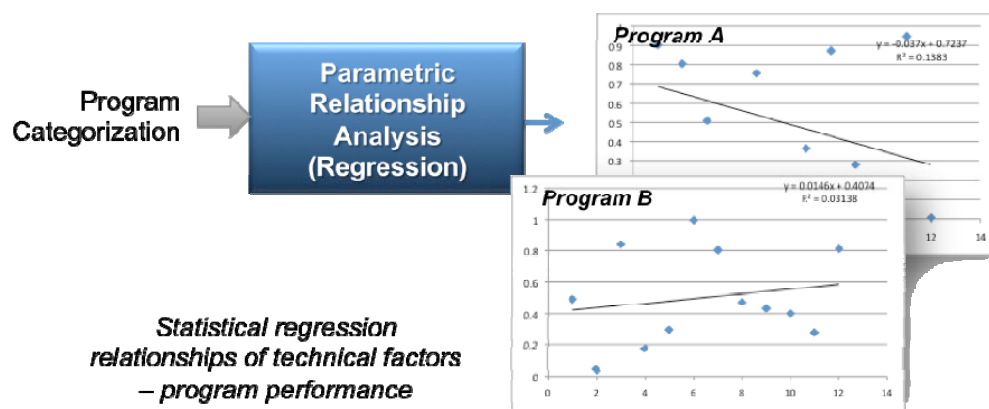 Program
Categorization
Parametric
Relationship
Analysis
(Regression)
Program A
y = -0.037x + 0.7237
R² = 0.1383
0.9
0.8
0.7
0.6
0.5
0.4
0.3
12
14
Program B
y = 0.0146x + 0.4074
R² = 0.03138
1.2
1
0.8
0.6
0.4
0.2
0
0
2
4
6
8
10
12
14
Statistical regression
relationships of technical factors
– program performance